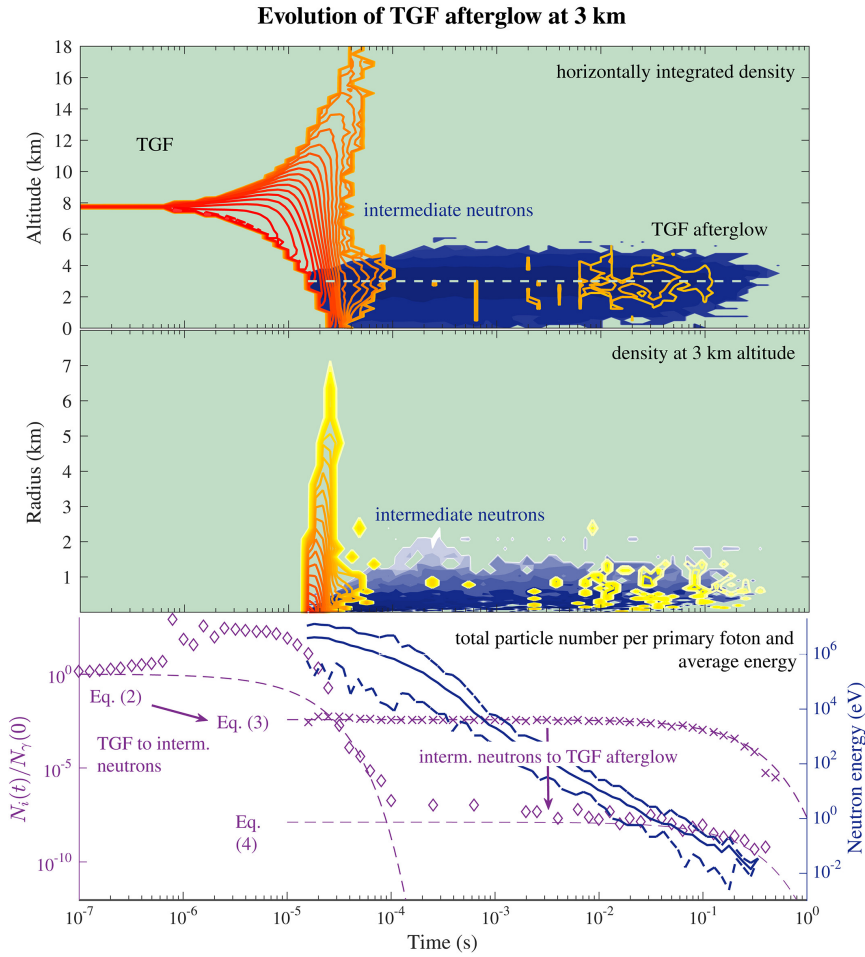 Evolution of TGF afterglow at 3 km
18
16
14
12
10
8
6
4
2
0
Altitude (km)
horizontally integrated density
TGF
intermediate neutrons
TGF afterglow
7
6
5
4
3
2
1
Radius (km)
density at 3 km altitude
intermediate neutrons
total particle number per primary foton and
average energy
10^0
10^-5
10^-10
N_i(t)/N_γ(0)
Eq. (2)
Eq. (3)
TGF to interm.
neutrons
interm. neutrons to TGF afterglow
Eq.
(4)
10^6
10^4
10^2
10^0
10^-2
Neutron energy (eV)
10^-7
10^-6
10^-5
10^-4
10^-3
10^-2
10^-1
10^0
Time (s)